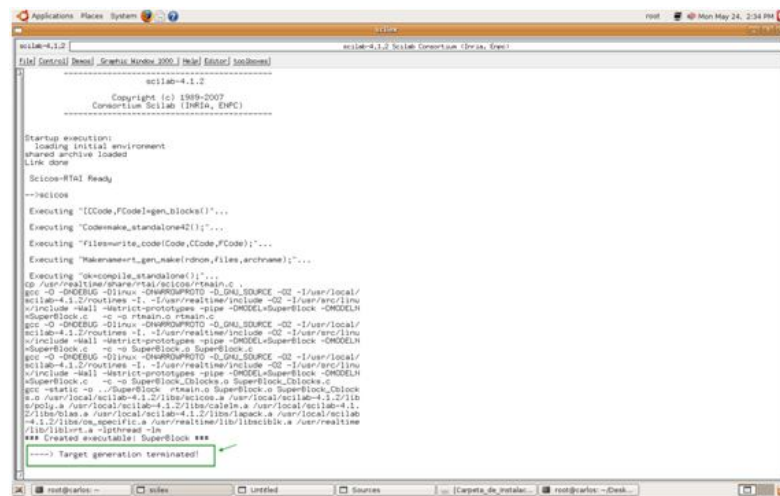 Applications Places System
root Mon May 24, 2:34 PM
scilex
scilab-4.1.2
scilab-4.1.2 Scilab Consortium (Inria, Enpc)
File| Control| Demos| Graphic Window 2000 | Help| Editor| toolboxes|
scilab-4.1.2
Copyright (c) 1989-2007
Consortium Scilab (INRIA, ENPC)
Startup execution:
loading initial environment
shared archive loaded
Link done
Scicos-RTAI Ready
-->scicos
Executing "[CCode,FCode]=gen_blocks()"...
Executing "Code=make_standalone42();"...
Executing "files=write_code(Code,CCode,FCode);"...
Executing "Makename=rt_gen_make(rdnom,files,archname);"...
Executing "ok=compile_standalone();"...
cp /usr/realtime/share/rtai/scicos/rtmain.c .
gcc -O -DNDEBUG -Dlinux -DNARROWPROTO -D_GNU_SOURCE -O2 -I/usr/local/
scilab-4.1.2/routines -I. -I/usr/realtime/include -O2 -I/usr/src/linu
x/include -Wall -Wstrict-prototypes -pipe -DMODEL=SuperBlock -DMODELN
=SuperBlock.c -c -o rtmain.o rtmain.c
gcc -O -DNDEBUG -Dlinux -DNARROWPROTO -D_GNU_SOURCE -O2 -I/usr/local/
scilab-4.1.2/routines -I. -I/usr/realtime/include -O2 -I/usr/src/linu
x/include -Wall -Wstrict-prototypes -pipe -DMODEL=SuperBlock -DMODELN
=SuperBlock.c -c -o SuperBlock.o SuperBlock.c
gcc -O -DNDEBUG -Dlinux -DNARROWPROTO -D_GNU_SOURCE -O2 -I/usr/local/
scilab-4.1.2/routines -I. -I/usr/realtime/include -O2 -I/usr/src/linu
x/include -Wall -Wstrict-prototypes -pipe -DMODEL=SuperBlock -DMODELN
=SuperBlock.c -c -o SuperBlock_Cblocks.o SuperBlock_Cblocks.c
gcc -static -o ../SuperBlock rtmain.o SuperBlock.o SuperBlock_Cblock
s.o /usr/local/scilab-4.1.2/libs/scicos.a /usr/local/scilab-4.1.2/lib
s/poly.a /usr/local/scilab-4.1.2/libs/calelm.a /usr/local/scilab-4.1.
2/libs/blas.a /usr/local/scilab-4.1.2/libs/lapack.a /usr/local/scilab
-4.1.2/libs/os_specific.a /usr/realtime/lib/libsciblk.a /usr/realtime
/lib/liblxrt.a -lpthread -lm
### Created executable: SuperBlock ###
----> Target generation terminated!
root@carlos: ~
scilex
Untitled
Sources
[Carpeta_de_instalac...
root@carlos: ~/Desk...